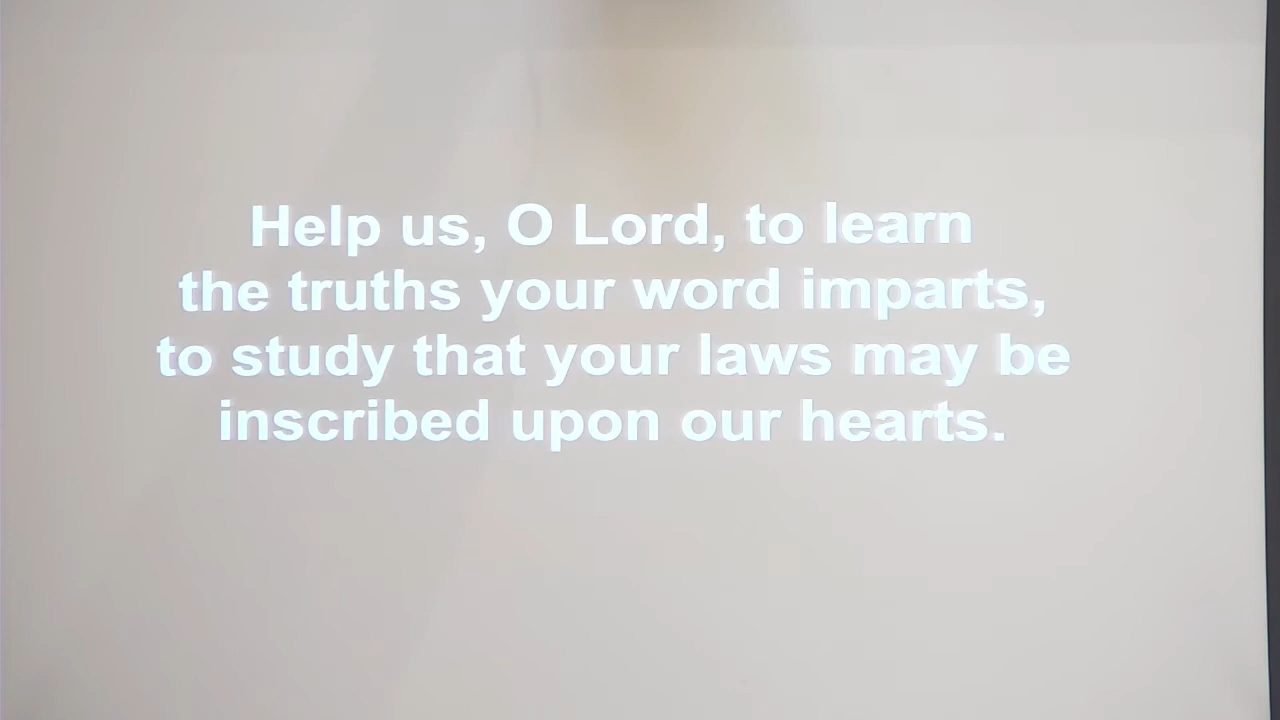 Help us, O Lord, to learn
the truths your word imparts,
to study that your laws may be
inscribed upon our hearts.